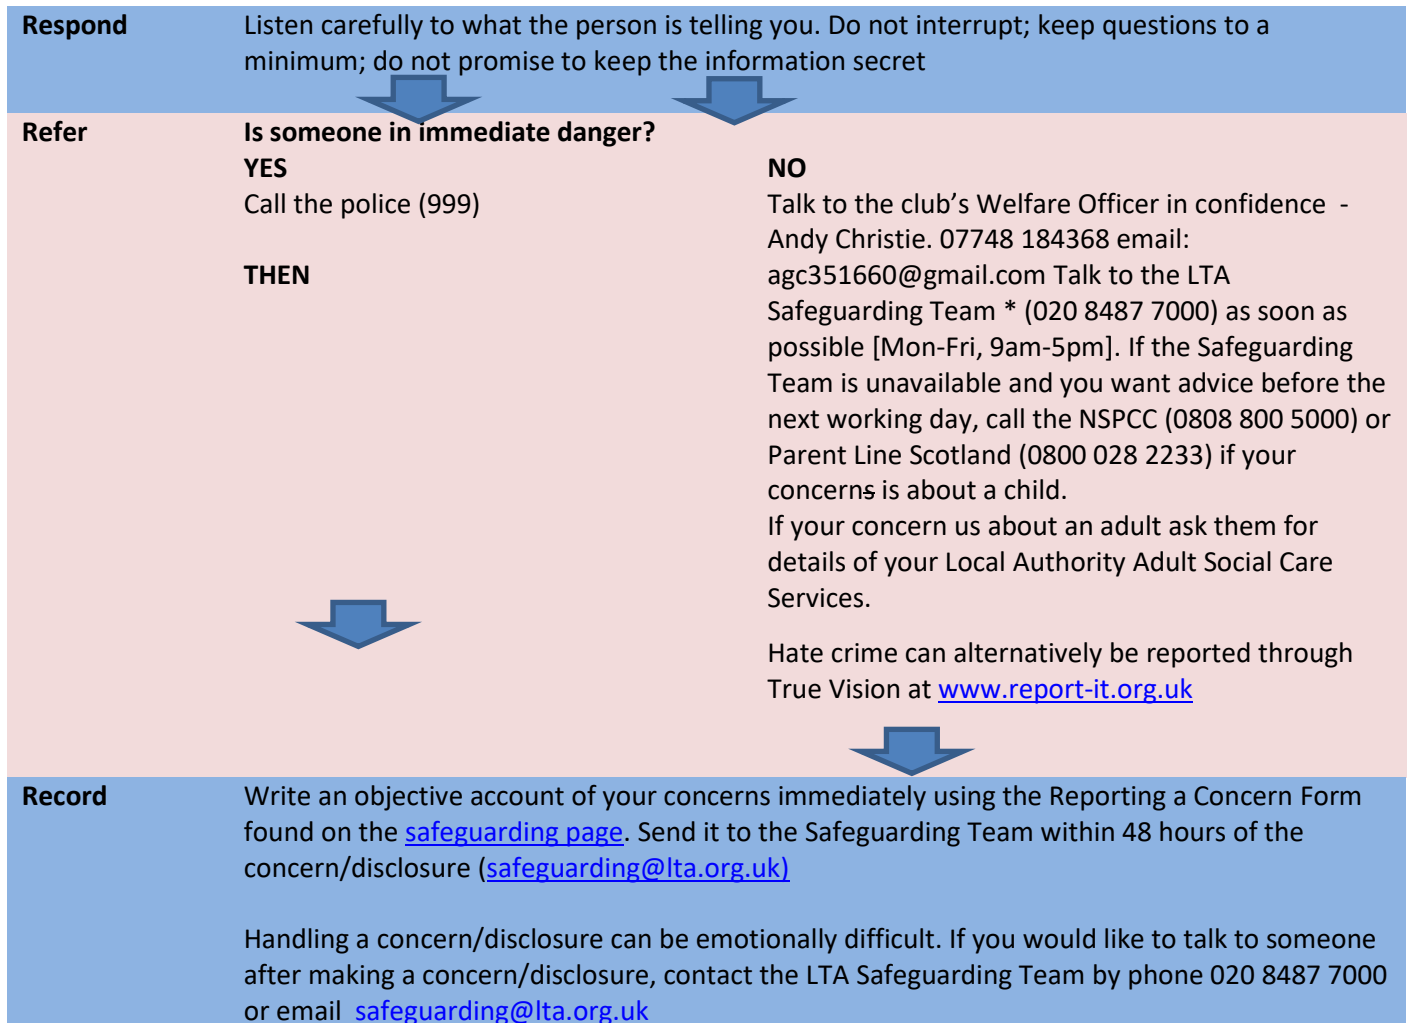 Respond
Listen carefully to what the person is telling you. Do not interrupt; keep questions to a
minimum; do not promise to keep the information secret
Refer
Is someone in immediate danger?
YES
Call the police (999)
THEN
NO
Talk to the club’s Welfare Officer in confidence -
Andy Christie. 07748 184368 email:
agc351660@gmail.com Talk to the LTA
Safeguarding Team * (020 8487 7000) as soon as
possible [Mon-Fri, 9am-5pm]. If the Safeguarding
Team is unavailable and you want advice before the
next working day, call the NSPCC (0808 800 5000) or
Parent Line Scotland (0800 028 2233) if your
concerns is about a child.
If your concern us about an adult ask them for
details of your Local Authority Adult Social Care
Services.
Hate crime can alternatively be reported through
True Vision at www.report-it.org.uk
Record
Write an objective account of your concerns immediately using the Reporting a Concern Form
found on the safeguarding page. Send it to the Safeguarding Team within 48 hours of the
concern/disclosure (safeguarding@lta.org.uk)
Handling a concern/disclosure can be emotionally difficult. If you would like to talk to someone
after making a concern/disclosure, contact the LTA Safeguarding Team by phone 020 8487 7000
or email safeguarding@lta.org.uk